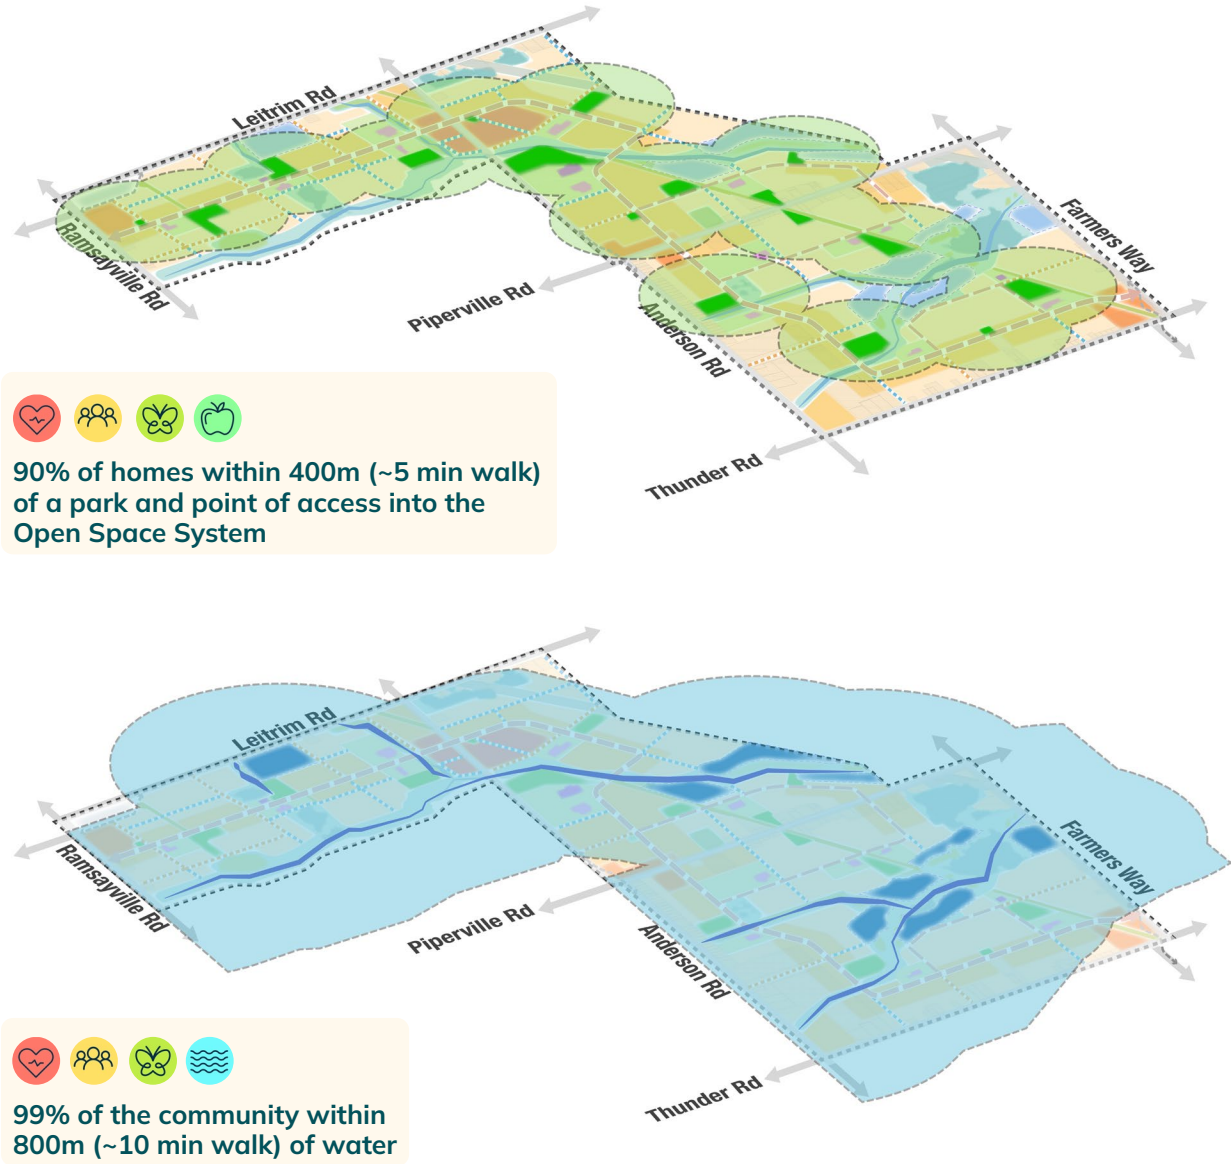 Leitrim Rd
Farmers Way
Ramsayville Rd
Piperville Rd
Anderson Rd
Thunder Rd
90% of homes within 400m (~5 min walk)
of a park and point of access into the
Open Space System
Leitrim Rd
Farmers Way
Ramsayville Rd
Piperville Rd
Anderson Rd
Thunder Rd
99% of the community within
800m (~10 min walk) of water